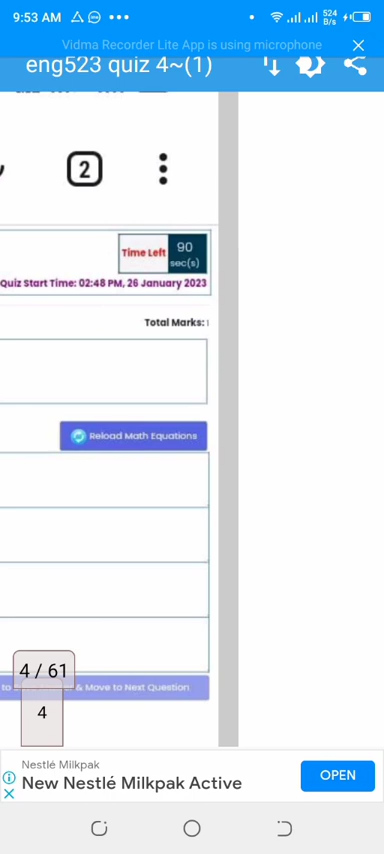 9:53 AM
524
B/s
Vidma Recorder Lite App is using microphone
eng523 quiz 4~(1)
2
Time Left
90
sec(s)
Quiz Start Time: 02:48 PM, 26 January 2023
Total Marks:
Reload Math Equations
4 / 61
to
& Move to Next Question
4
Nestlé Milkpak
New Nestlé Milkpak Active
OPEN